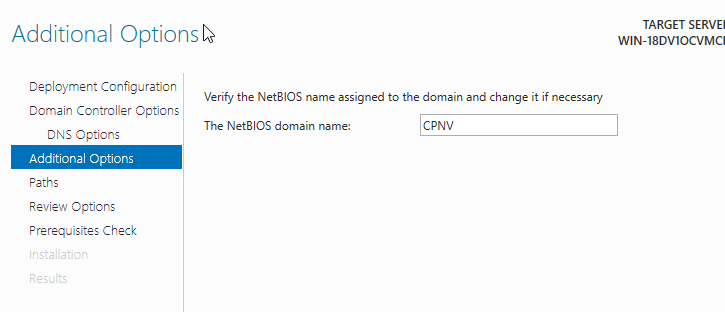 Additional Options
TARGET SERVER
WIN-18DV1OCVMC
Deployment Configuration
Domain Controller Options
DNS Options
Additional Options
Paths
Review Options
Prerequisites Check
Installation
Results
Verify the NetBIOS name assigned to the domain and change it if necessary
The NetBIOS domain name:
CPNV